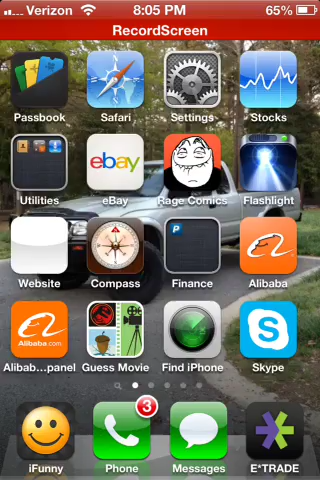 Verizon 8:05 PM 65%
RecordScreen
Passbook Safari Settings Stocks
ebay
Utilities eBay Rage Comics Flashlight
P
Website Compass Finance Alibaba
Alibaba.com
S
Alibab...panel Guess Movie Find iPhone Skype
3
iFunny Phone Messages E*TRADE